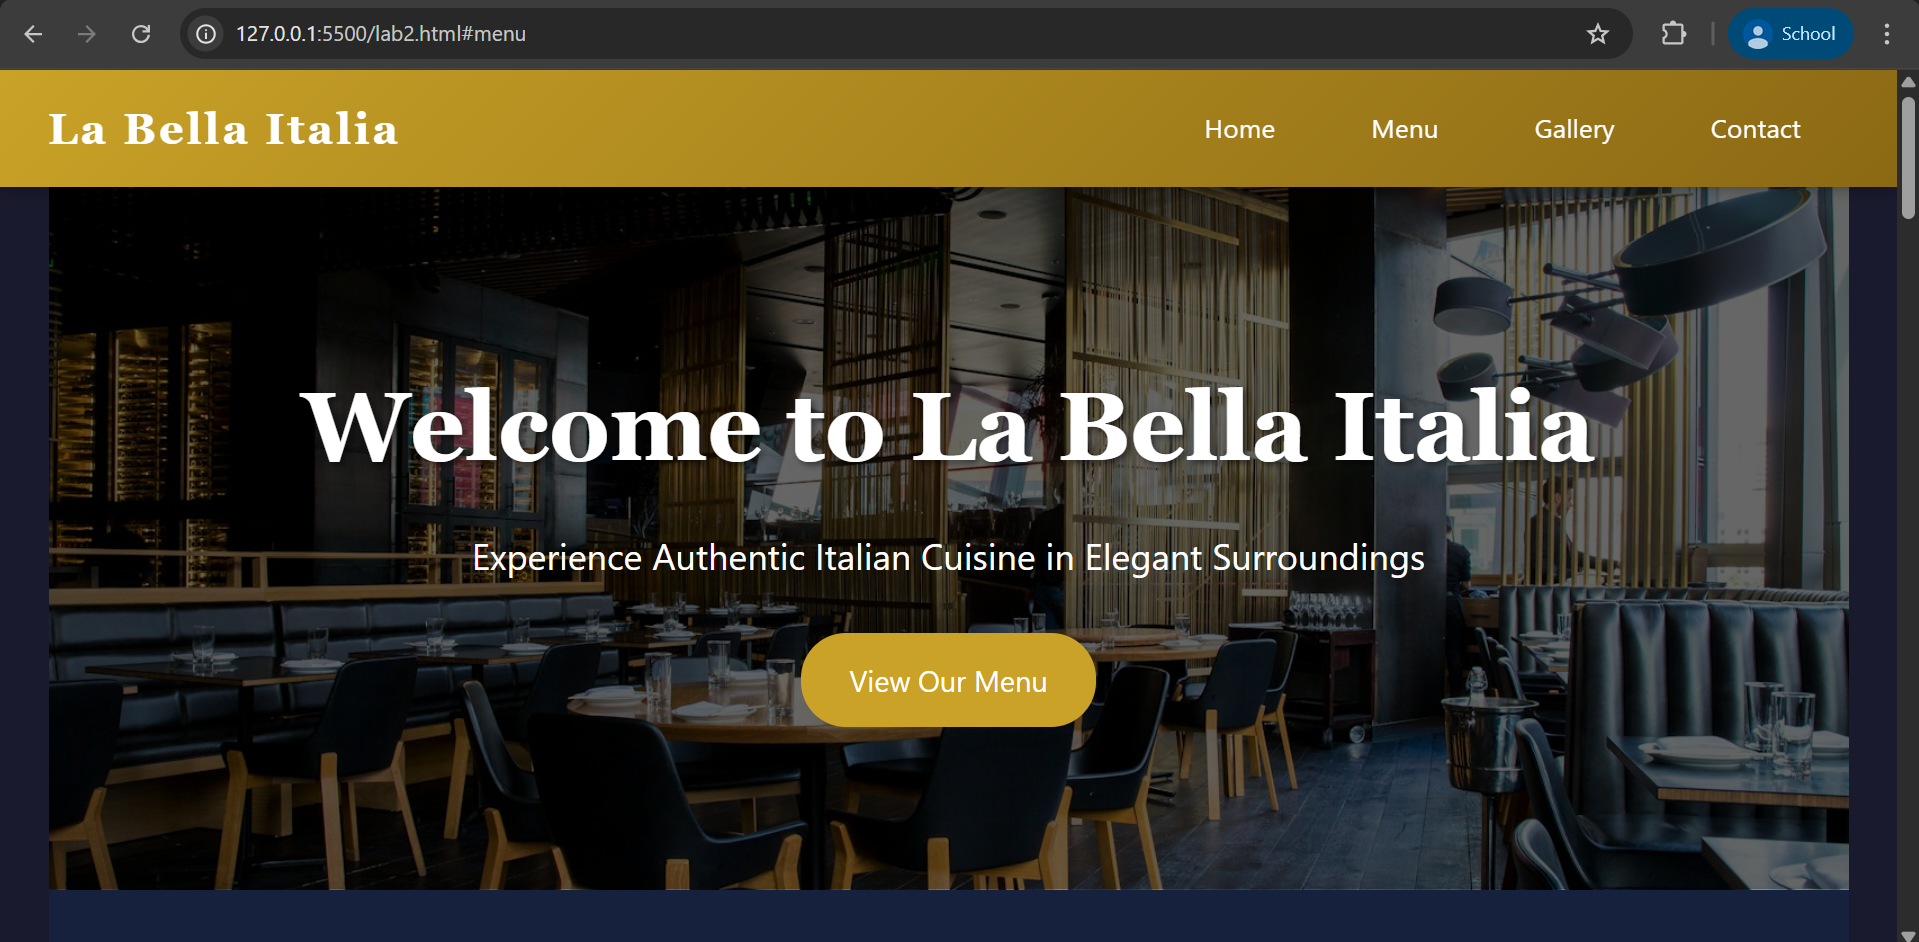 127.0.0.1:5500/lab2.html#menu
School
La Bella Italia
Home
Menu
Gallery
Contact
Welcome to La Bella Italia
Experience Authentic Italian Cuisine in Elegant Surroundings
View Our Menu